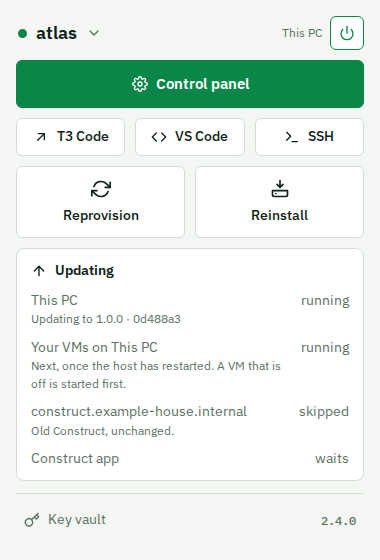 atlas
This PC
Control panel
T3 Code
VS Code
SSH
Reprovision
Reinstall
Updating
This PC running
Updating to 1.0.0 · 0d488a3
Your VMs on This PC running
Next, once the host has restarted. A VM that is
off is started first.
construct.example-house.internal skipped
Old Construct, unchanged.
Construct app waits
Key vault 2.4.0